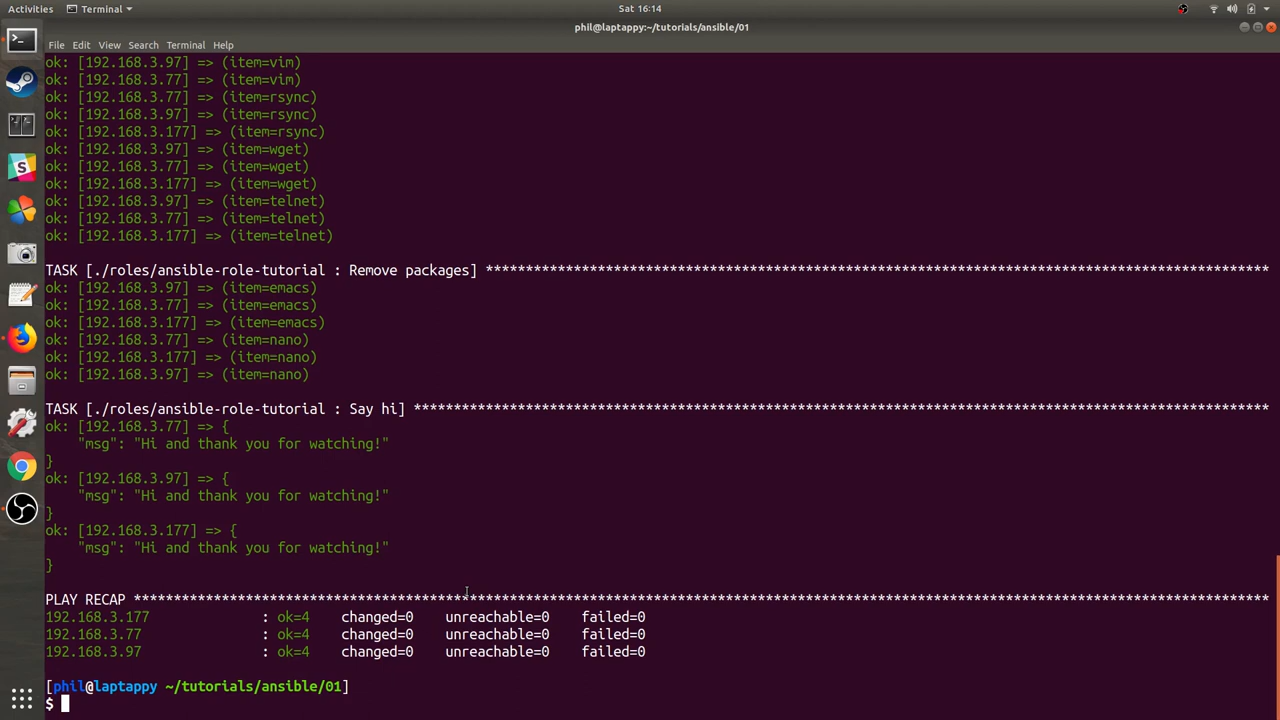 Activities Terminal Sat 16:14
phil@laptappy:~/tutorials/ansible/01
File Edit View Search Terminal Help
ok: [192.168.3.97] => (item=vim)
ok: [192.168.3.77] => (item=vim)
ok: [192.168.3.77] => (item=rsync)
ok: [192.168.3.97] => (item=rsync)
ok: [192.168.3.177] => (item=rsync)
ok: [192.168.3.97] => (item=wget)
ok: [192.168.3.77] => (item=wget)
ok: [192.168.3.177] => (item=wget)
ok: [192.168.3.97] => (item=telnet)
ok: [192.168.3.77] => (item=telnet)
ok: [192.168.3.177] => (item=telnet)
TASK [./roles/ansible-role-tutorial : Remove packages] **************************************************************************************************
ok: [192.168.3.97] => (item=emacs)
ok: [192.168.3.77] => (item=emacs)
ok: [192.168.3.177] => (item=emacs)
ok: [192.168.3.77] => (item=nano)
ok: [192.168.3.177] => (item=nano)
ok: [192.168.3.97] => (item=nano)
TASK [./roles/ansible-role-tutorial : Say hi] ***********************************************************************************************************
ok: [192.168.3.77] => {
    "msg": "Hi and thank you for watching!"
}
ok: [192.168.3.97] => {
    "msg": "Hi and thank you for watching!"
}
ok: [192.168.3.177] => {
    "msg": "Hi and thank you for watching!"
}
PLAY RECAP **********************************************************************************************************************************************
192.168.3.177 : ok=4 changed=0 unreachable=0 failed=0
192.168.3.77 : ok=4 changed=0 unreachable=0 failed=0
192.168.3.97 : ok=4 changed=0 unreachable=0 failed=0
[phil@laptappy ~/tutorials/ansible/01]
$